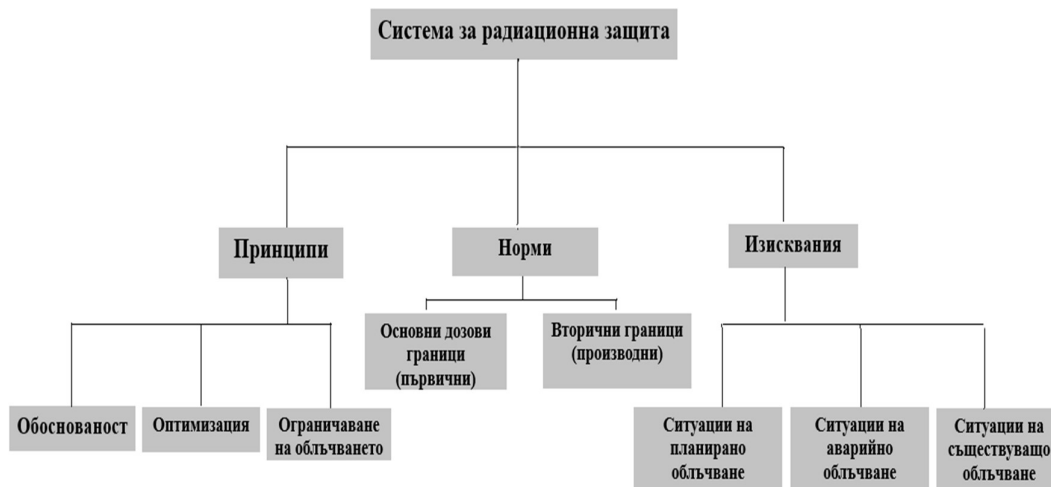 Система за радиационна защита
Принципи
Норми
Изисквания
Основни дозови
граници
(първични)
Вторични граници
(производни)
Обоснованост
Оптимизация
Ограничаване
на облъчването
Ситуации на
планирано
облъчване
Ситуации на
аварийно
облъчване
Ситуации на
съществуващо
облъчване